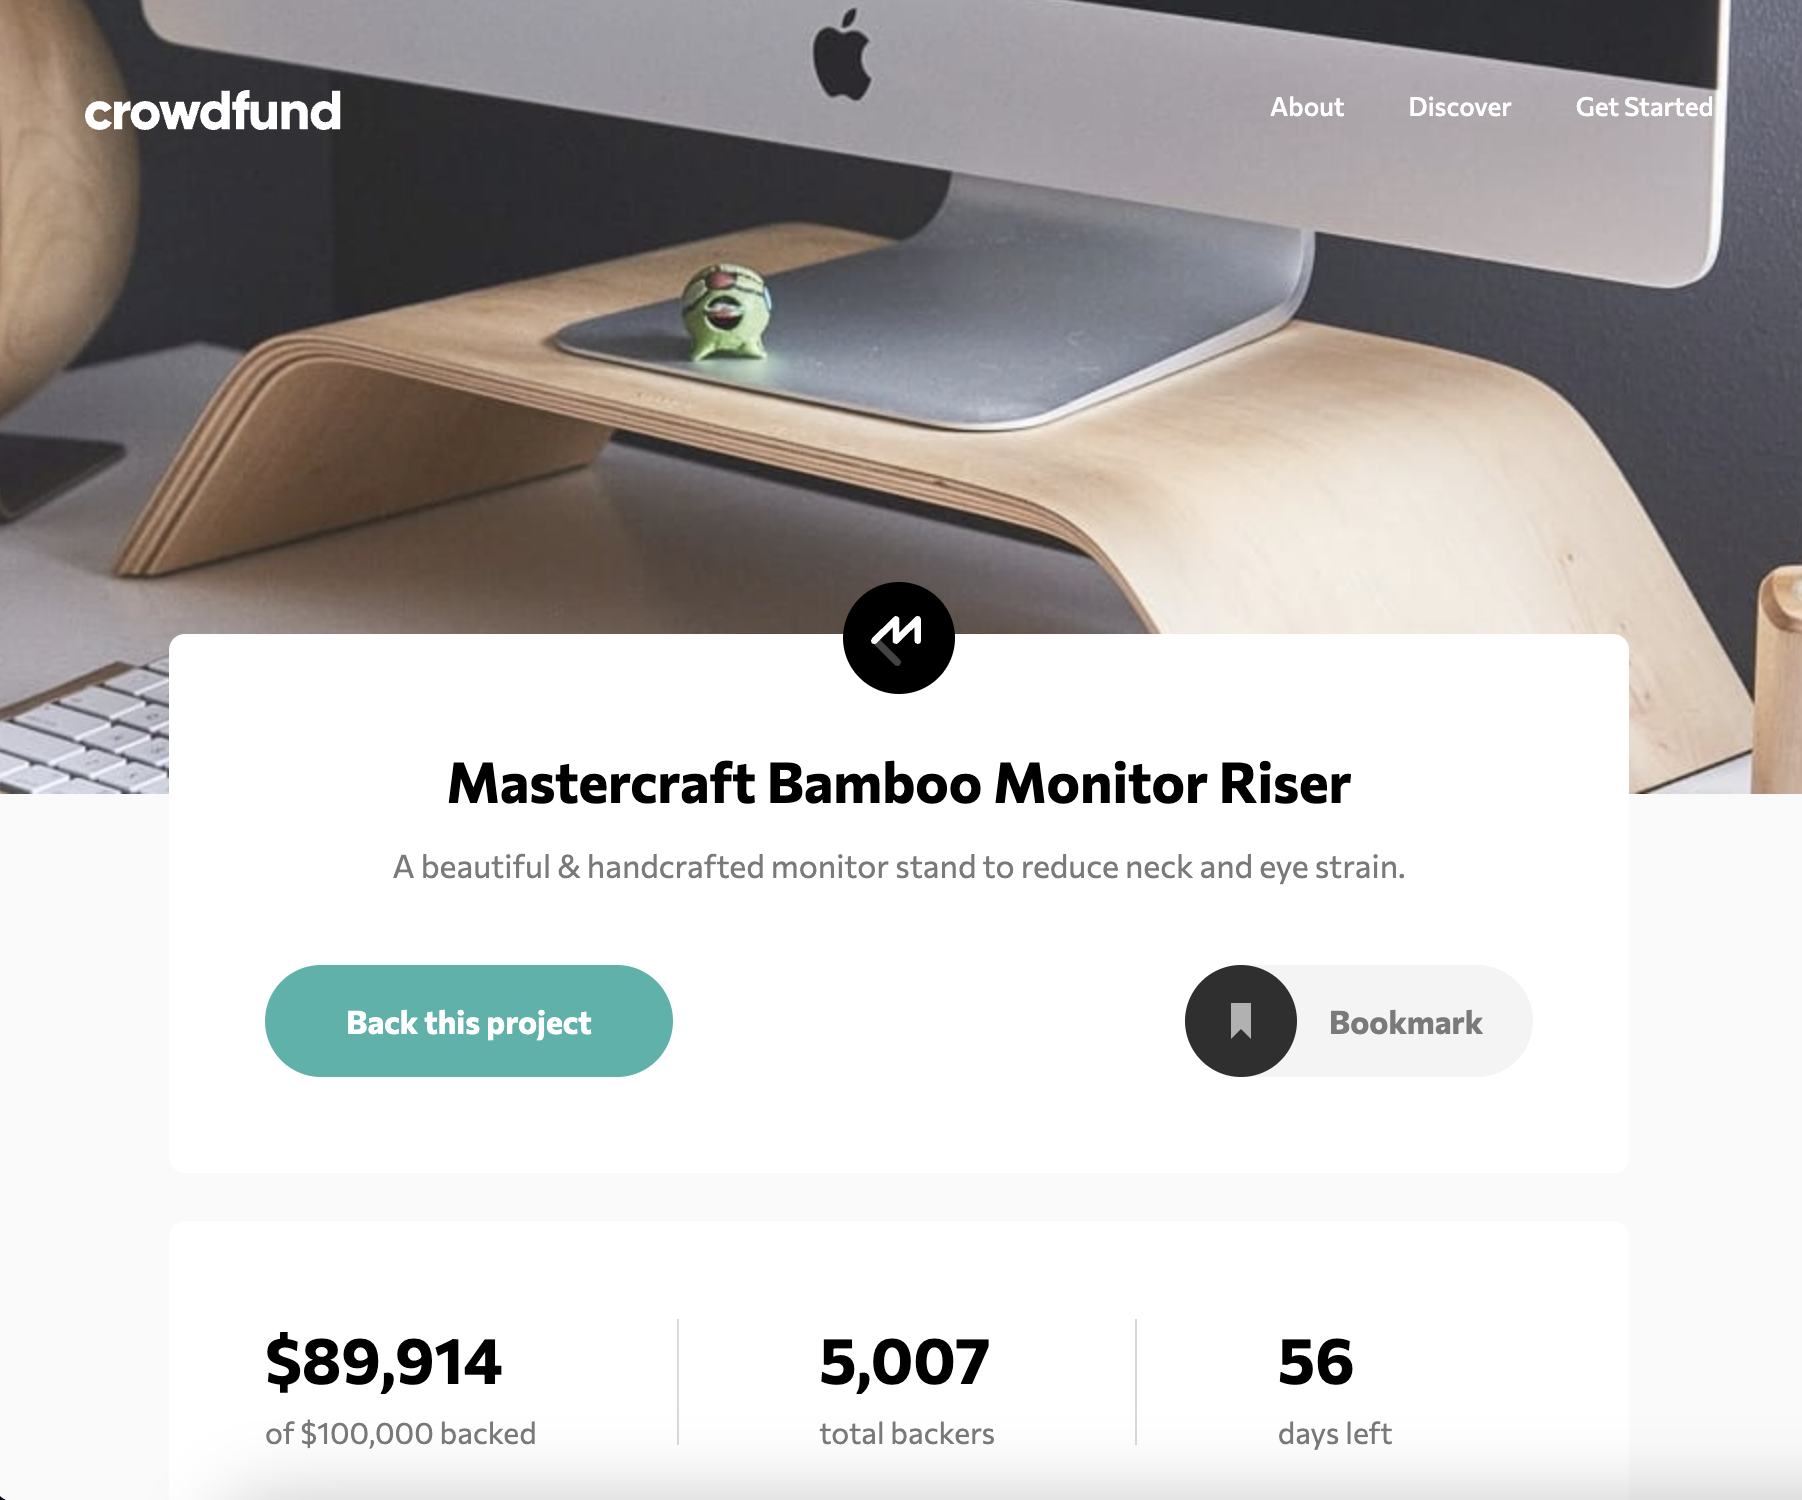 crowdfund
About Discover Get Started
Mastercraft Bamboo Monitor Riser
A beautiful & handcrafted monitor stand to reduce neck and eye strain.
Back this project
Bookmark
$89,914
of $100,000 backed
5,007
total backers
56
days left